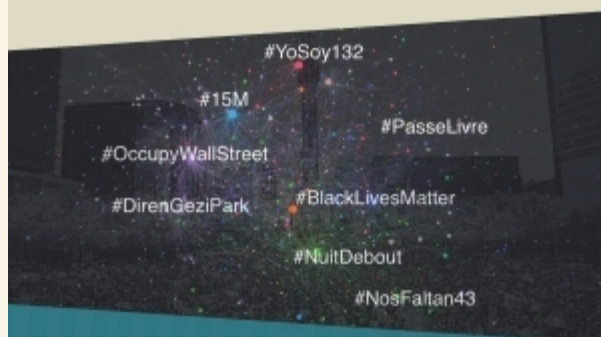 #YoSoy132
#15M
#PasseLivre
#OccupyWallStreet
#DirenGeziPark
#BlackLivesMatter
#NuitDebout
#NosFaltan43